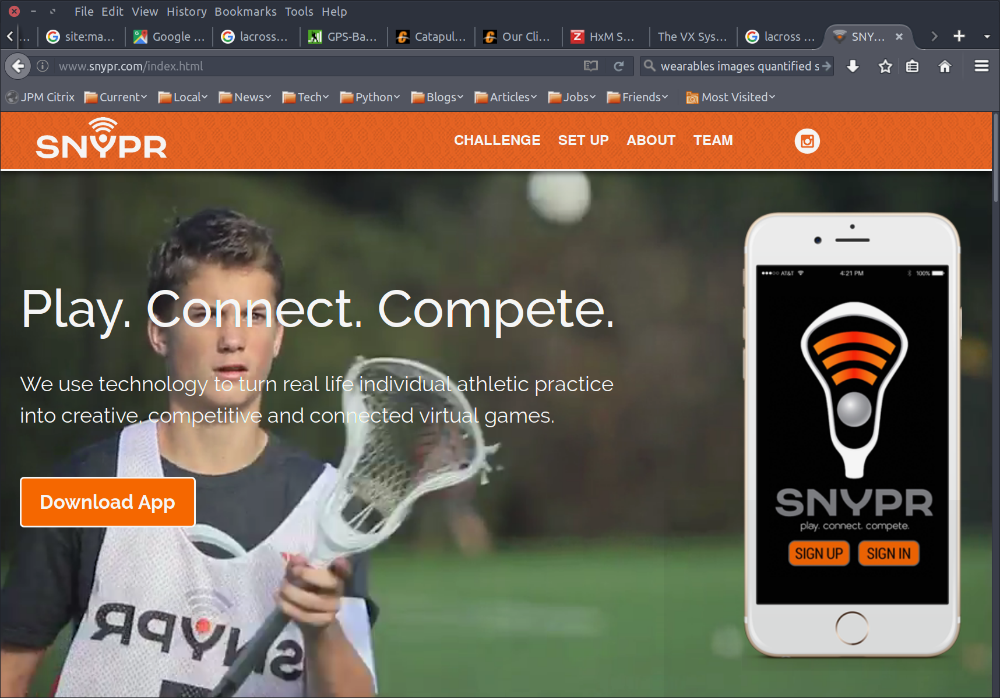 File Edit View History Bookmarks Tools Help
... site:ma... Google ... lacross... GPS-Ba... Catapul... Our Cli... HxM S... The VX Sys... lacross ... SNY...
www.snypr.com/index.html wearables images quantified s
JPM Citrix Current Local News Tech Python Blogs Articles Jobs Friends Most Visited
SNYPR CHALLENGE SET UP ABOUT TEAM
AT&T 4:21 PM 100%
Play. Connect. Compete.
We use technology to turn real life individual athletic practice
into creative, competitive and connected virtual games.
Download App
SNYPR
play. connect. compete.
SIGN UP SIGN IN
SNYPR